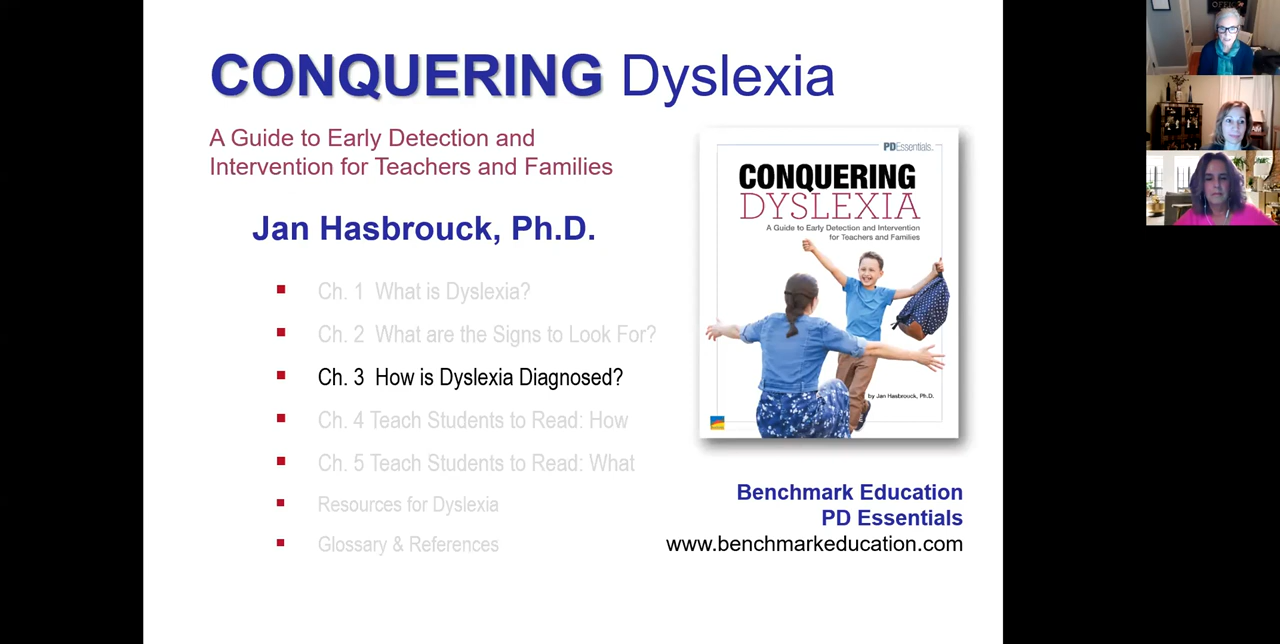 CONQUERING Dyslexia
A Guide to Early Detection and
Intervention for Teachers and Families
Jan Hasbrouck, Ph.D.
Ch. 1 What is Dyslexia?
Ch. 2 What are the Signs to Look For?
Ch. 3 How is Dyslexia Diagnosed?
Ch. 4 Teach Students to Read: How
Ch. 5 Teach Students to Read: What
Resources for Dyslexia
Glossary & References
PDEssentials.
CONQUERING
DYSLEXIA
A Guide to Early Detection and Intervention
for Teachers and Families
by Jan Hasbrouck, Ph.D.
Benchmark Education
PD Essentials
www.benchmarkeducation.com